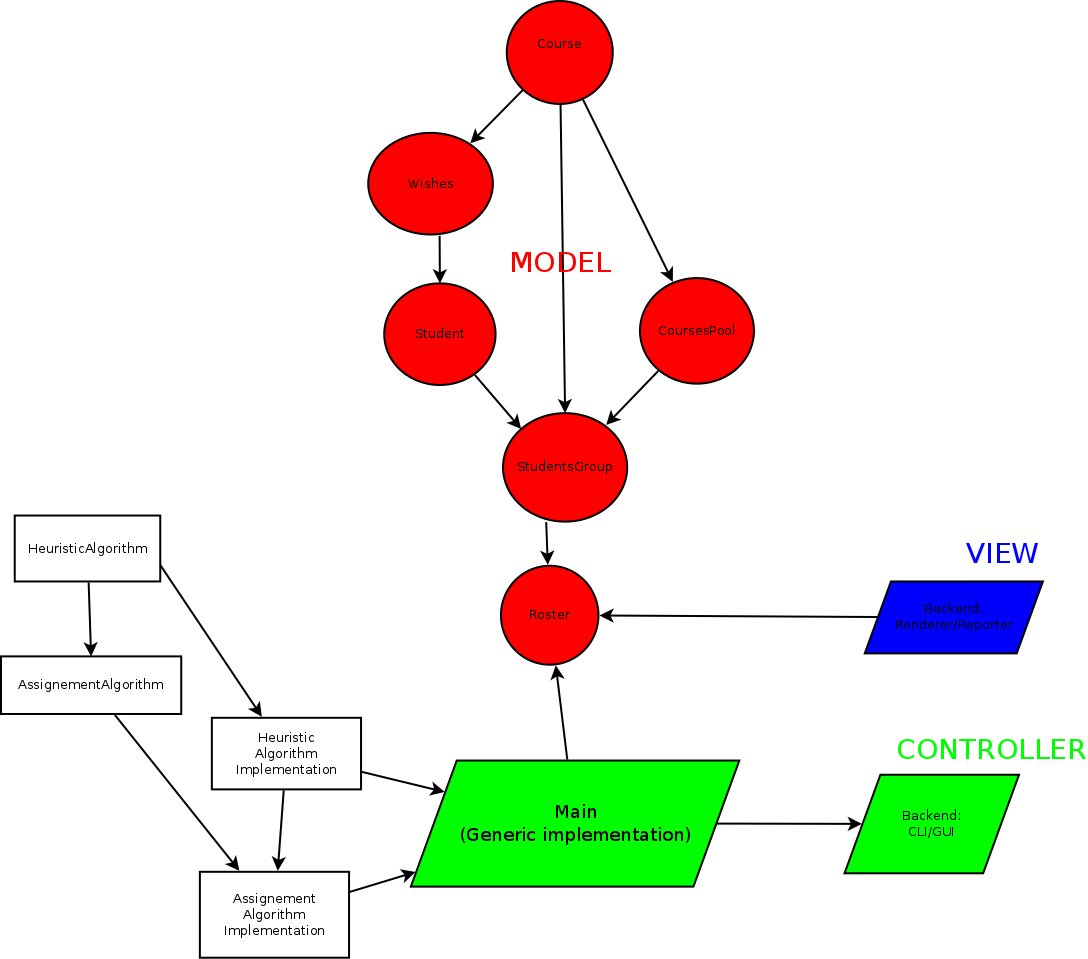 Course
Wishes
MODEL
Student
CoursesPool
StudentsGroup
HeuristicAlgorithm
VIEW
Backend:
Renderer/Reporter
Roster
AssignementAlgorithm
Heuristic
Algorithm
Implementation
CONTROLLER
Main
(Generic implementation)
Backend:
CLI/GUI
Assignement
Algorithm
Implementation